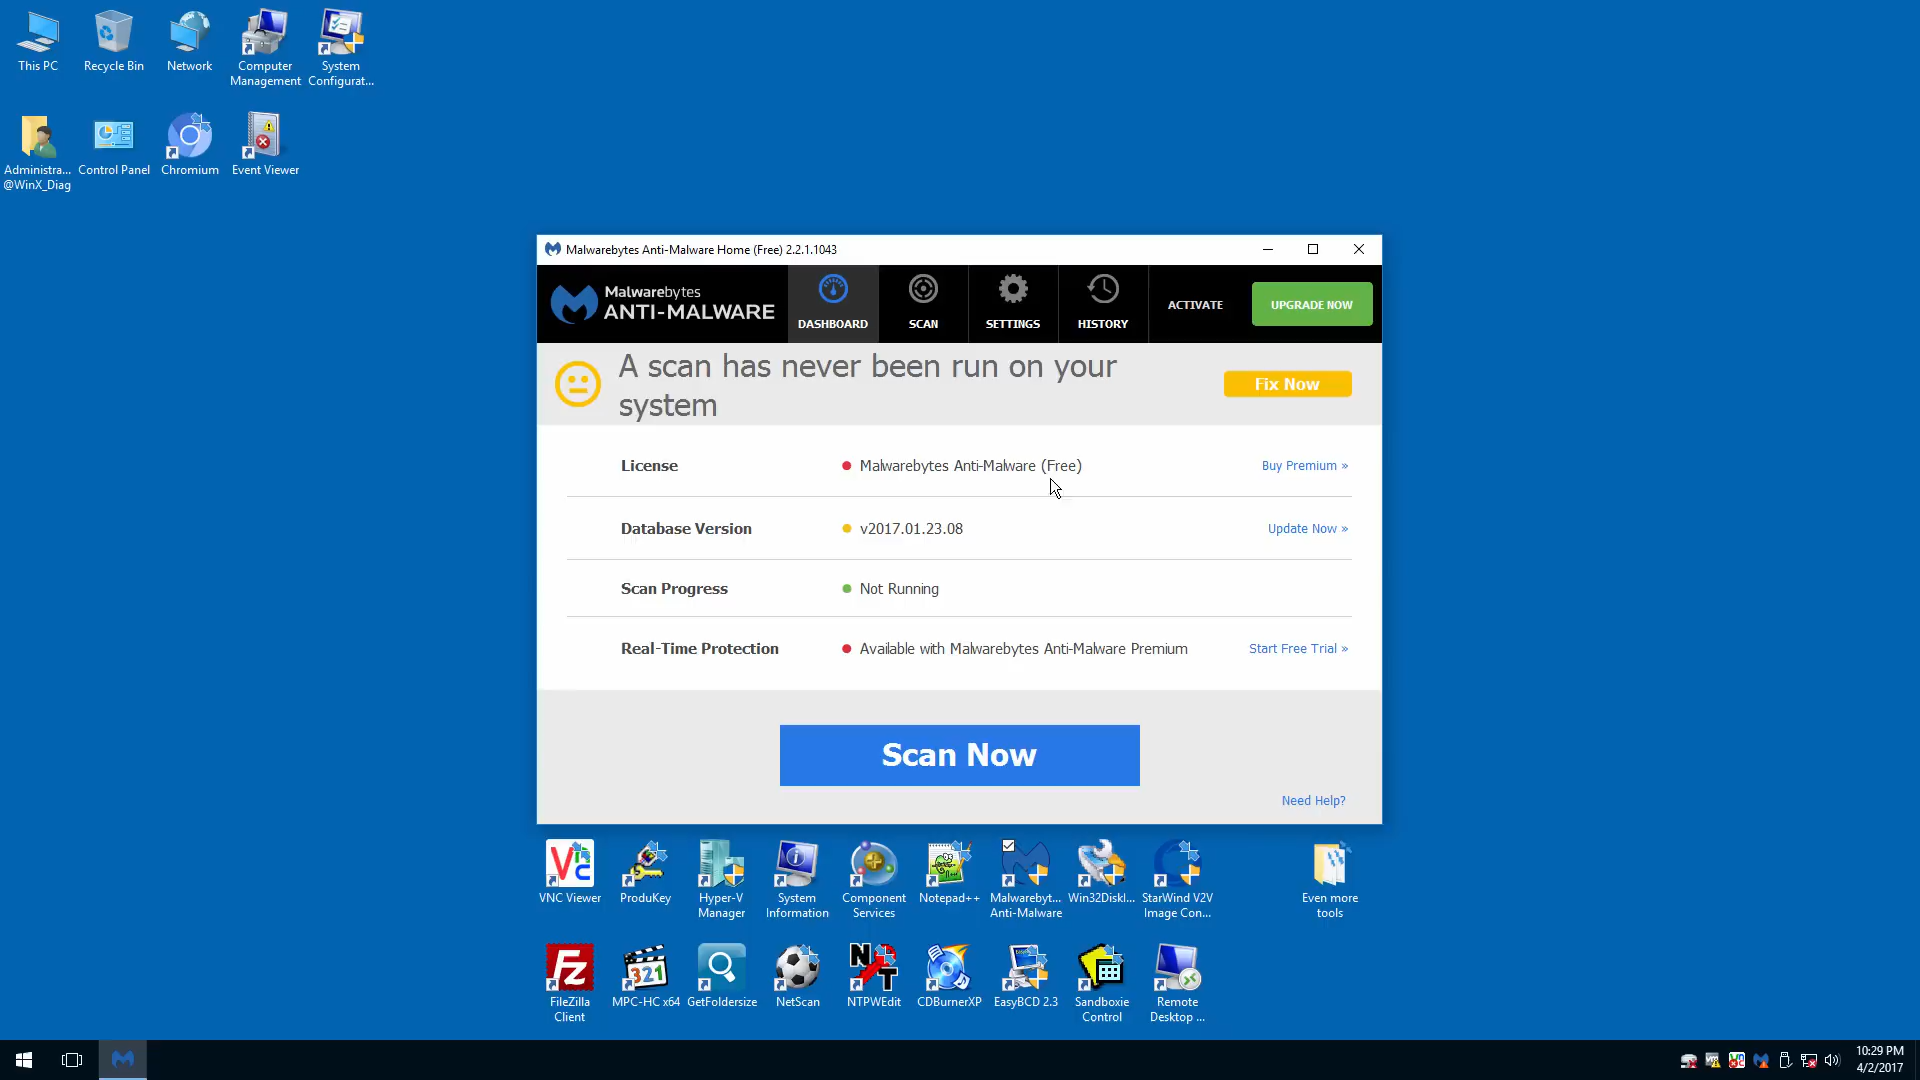 This PC
Recycle Bin
Network
Computer
Management
System
Configurat...
Administra...
@WinX_Diag
Control Panel
Chromium
Event Viewer
Malwarebytes Anti-Malware Home (Free) 2.2.1.1043
Malwarebytes
ANTI-MALWARE
DASHBOARD
SCAN
SETTINGS
HISTORY
ACTIVATE
UPGRADE NOW
A scan has never been run on your
system
Fix Now
License
Malwarebytes Anti-Malware (Free)
Buy Premium »
Database Version
v2017.01.23.08
Update Now »
Scan Progress
Not Running
Real-Time Protection
Available with Malwarebytes Anti-Malware Premium
Start Free Trial »
Scan Now
Need Help?
VNC Viewer
ProduKey
Hyper-V
Manager
System
Information
Component
Services
Notepad++
Malwarebyt...
Anti-Malware
Win32DiskI...
StarWind V2V
Image Con...
Even more
tools
FileZilla
Client
MPC-HC x64
GetFoldersize
NetScan
NTPWEdit
CDBurnerXP
EasyBCD 2.3
Sandboxie
Control
Remote
Desktop ...
10:29 PM
4/2/2017